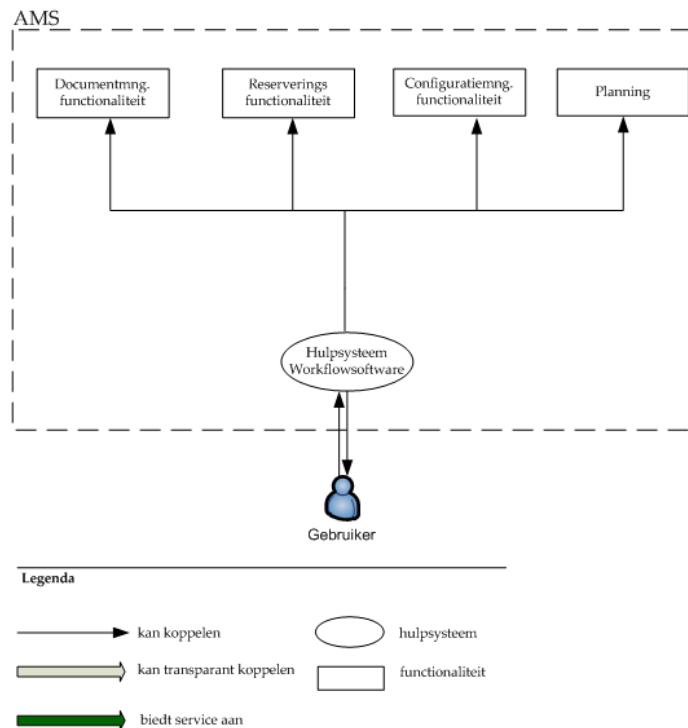 AMS
Documentmng.
functionaliteit
Reserverings
functionaliteit
Configuratiemng.
functionaliteit
Planning
Hulpsysteem
Workflowsoftware
Gebruiker
Legenda
kan koppelen
hulpsysteem
kan transparant koppelen
functionaliteit
biedt service aan